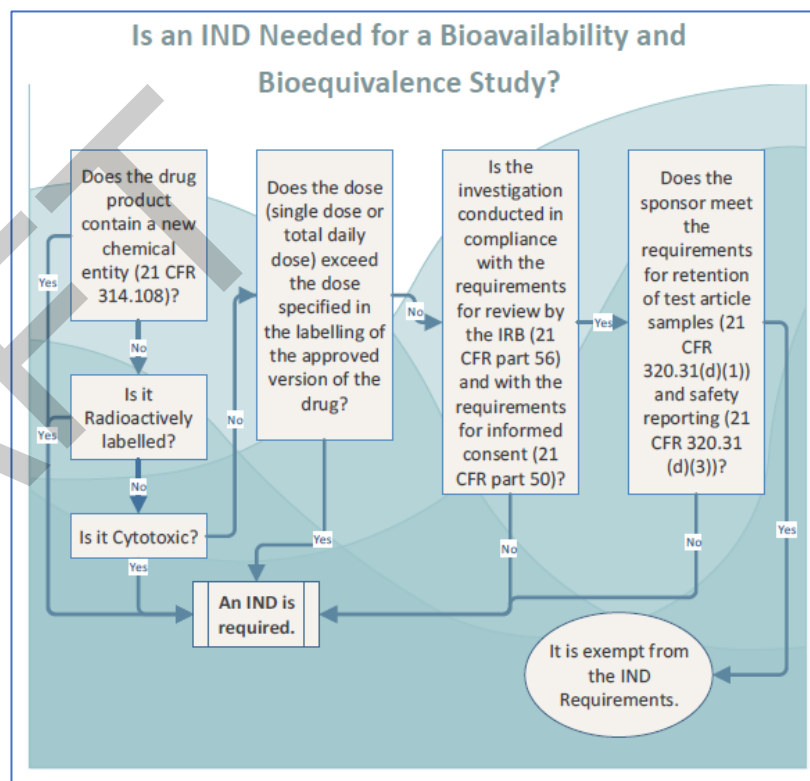 Is an IND Needed for a Bioavailability and
Bioequivalence Study?
Does the drug
product
contain a new
chemical
entity (21 CFR
314.108)?
Yes
No
Is it
Radioactively
labelled?
Yes
No
Is it Cytotoxic?
Yes
No
Does the dose
(single dose or
total daily
dose) exceed
the dose
specified in
the labelling of
the approved
version of the
drug?
No
Yes
Is the
investigation
conducted in
compliance
with the
requirements
for review by
the IRB (21
CFR part 56)
and with the
requirements
for informed
consent (21
CFR part 50)?
Yes
No
Does the
sponsor meet
the
requirements
for retention
of test article
samples (21
CFR
320.31(d)(1))
and safety
reporting (21
CFR 320.31
(d)(3))?
No
Yes
An IND is
required.
It is exempt from
the IND
Requirements.